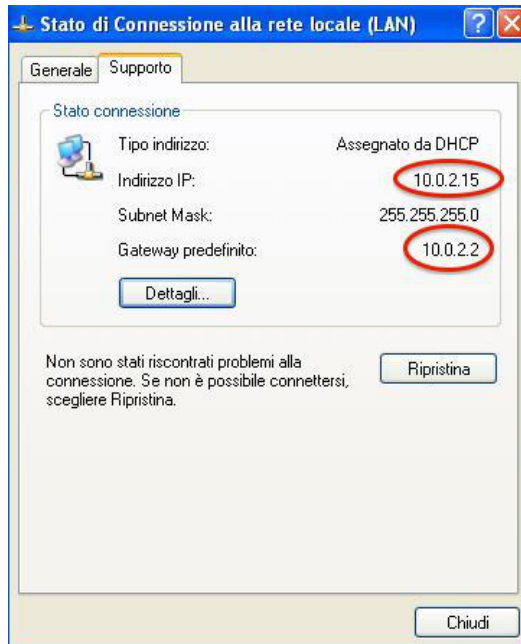 Stato di Connessione alla rete locale (LAN)
Generale
Supporto
Stato connessione
Tipo indirizzo: Assegnato da DHCP
Indirizzo IP: 10.0.2.15
Subnet Mask: 255.255.255.0
Gateway predefinito: 10.0.2.2
Dettagli...
Non sono stati riscontrati problemi alla
connessione. Se non è possibile connettersi,
scegliere Ripristina.
Ripristina
Chiudi